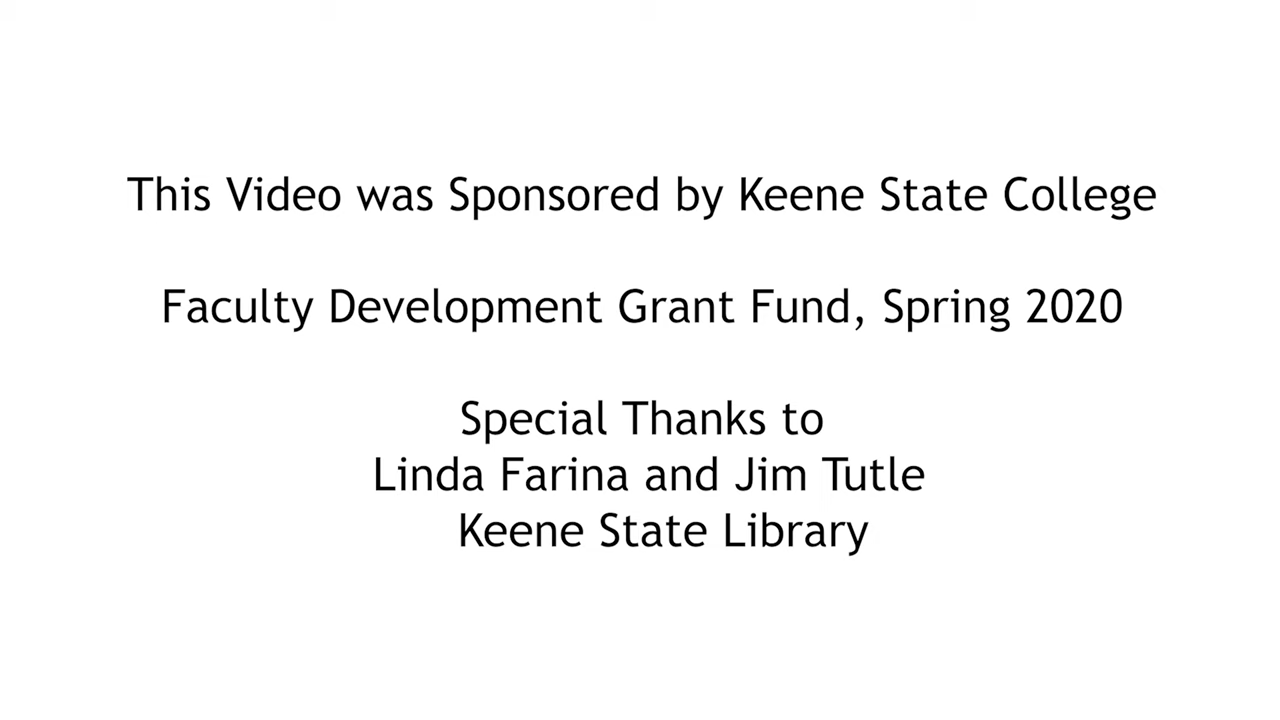 This Video was Sponsored by Keene State College
Faculty Development Grant Fund, Spring 2020
Special Thanks to
Linda Farina and Jim Tutle
Keene State Library